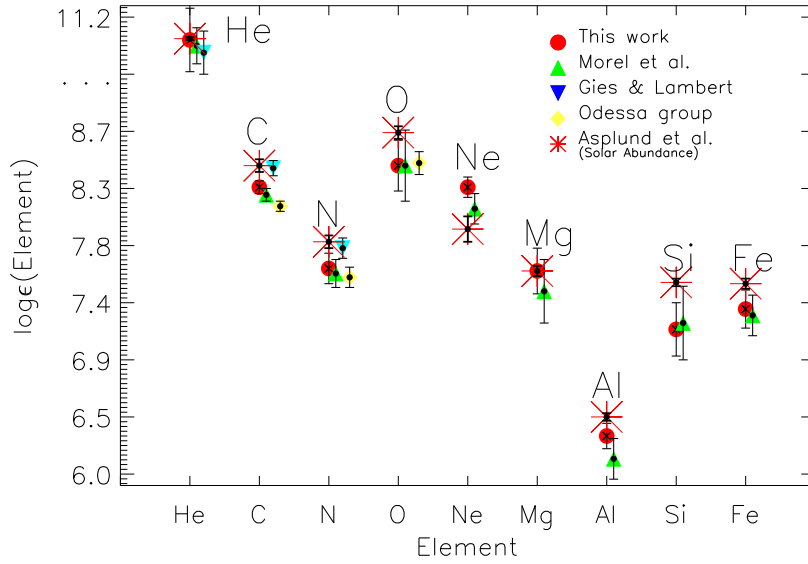 11.2
. . .
8.7
8.3
7.8
7.4
6.9
6.5
6.0
logϵ(Element)
He
C
N
O
Ne
Mg
Al
Si
Fe
This work
Morel et al.
Gies & Lambert
Odessa group
Asplund et al.
(Solar Abundance)
He C N O Ne Mg Al Si Fe
Element